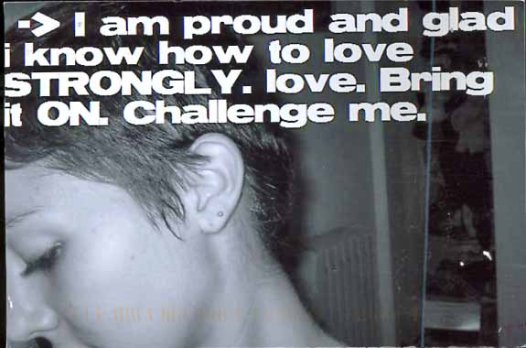 -> I am proud and glad
i know how to love
STRONGLY. love. Bring
it ON. Challenge me.